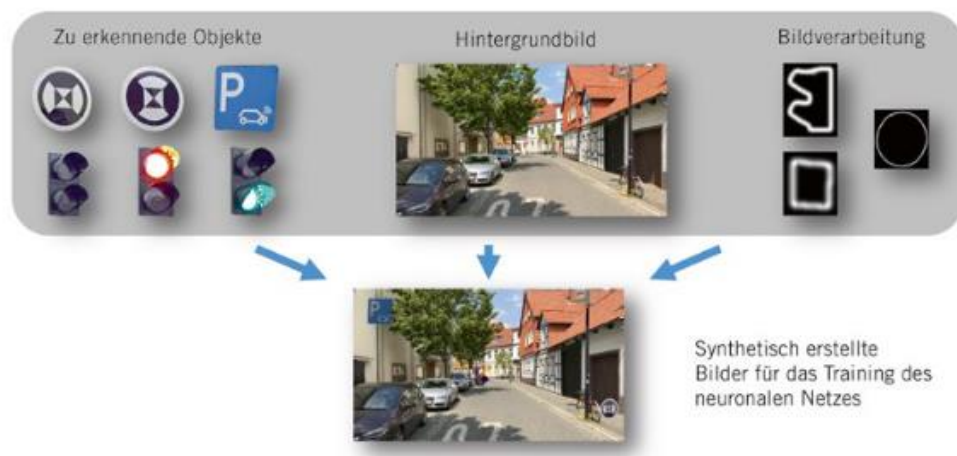 Zu erkennende Objekte
Hintergrundbild
Bildverarbeitung
P
P
Synthetisch erstellte
Bilder für das Training des
neuronalen Netzes